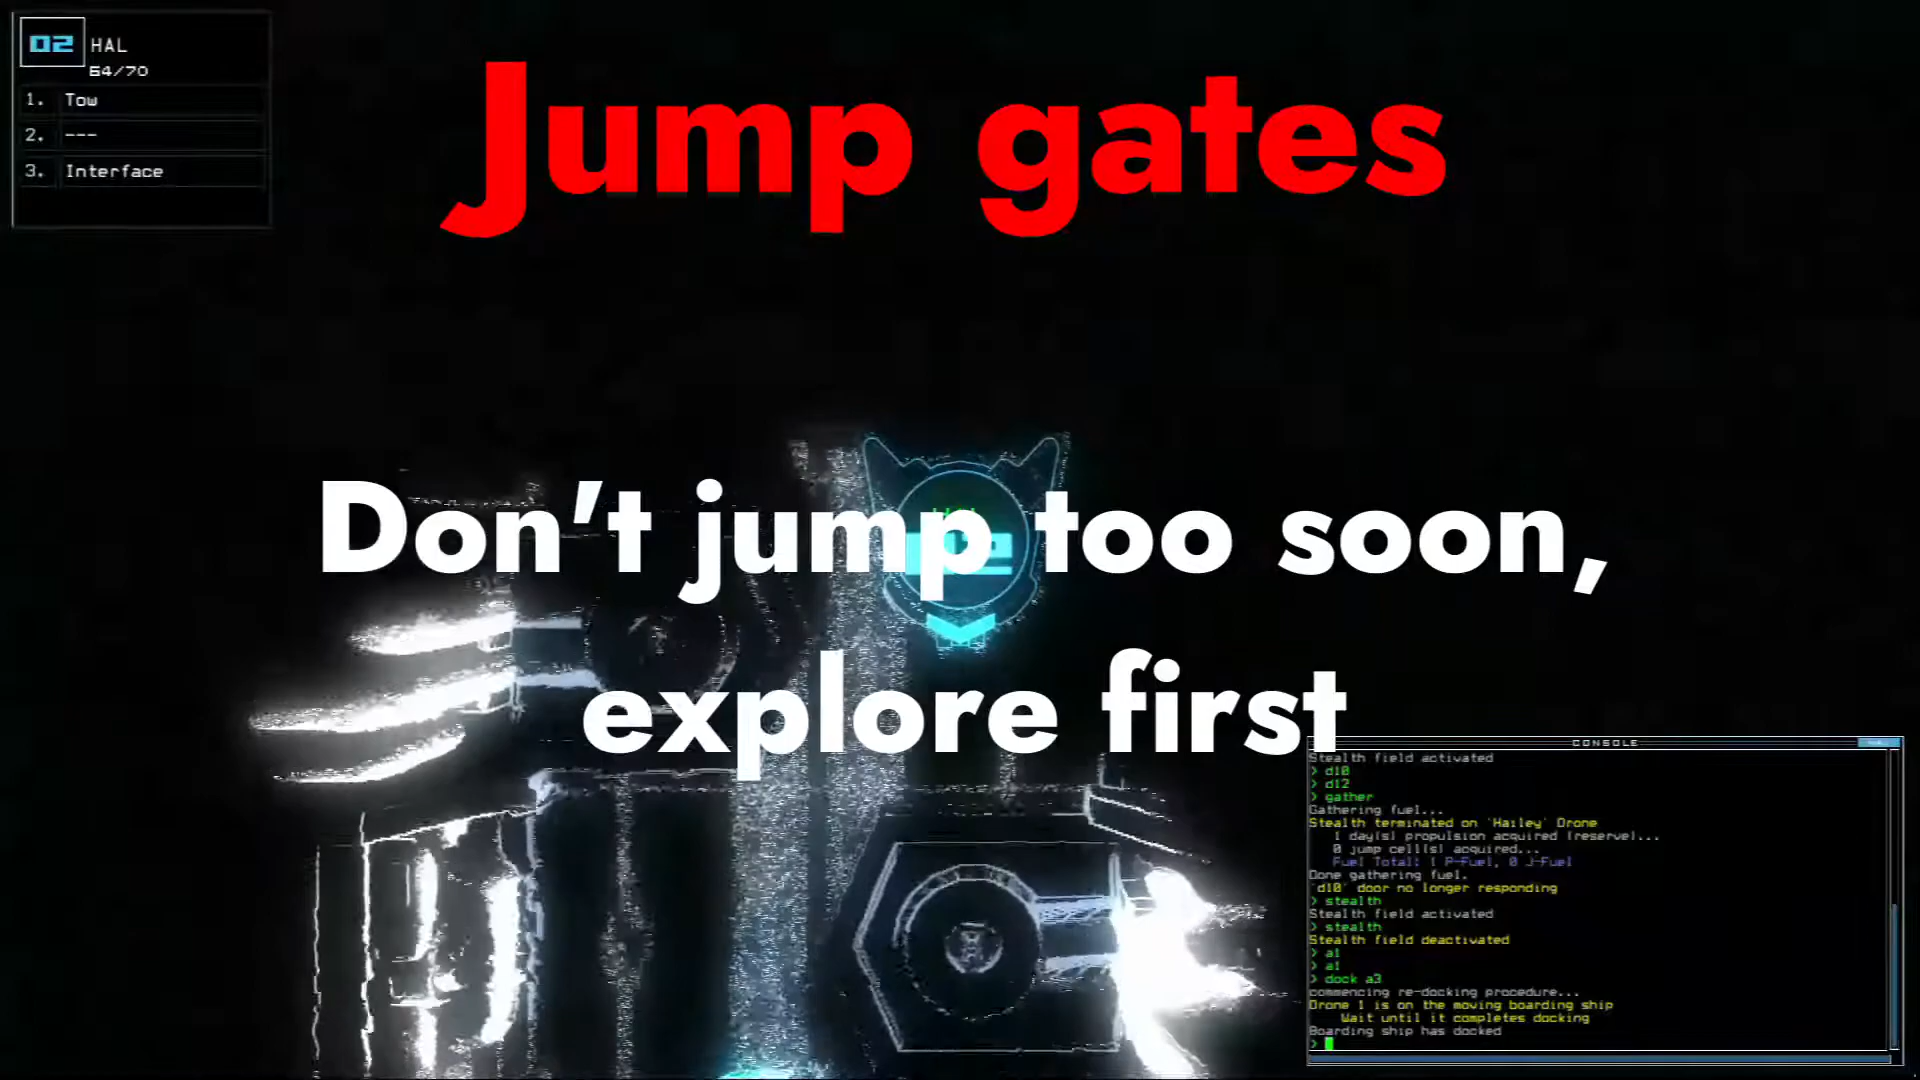 02 HAL
64/70
1. Tow
2. ---
3. Interface
Jump gates
Don't jump too soon,
explore first
CONSOLE
Stealth field activated
> d10
> d12
> gather
Gathering fuel...
Stealth terminated on 'Hailey' Drone
1 day(s) propulsion acquired (reserve)...
0 jump cell(s) acquired...
Fuel Total: 1 P-Fuel, 0 J-Fuel
Done gathering fuel.
'd10' door no longer responding
> stealth
Stealth field activated
> stealth
Stealth field deactivated
> a1
> a1
> dock a3
commencing re-docking procedure...
Drone 1 is on the moving boarding ship
Wait until it completes docking
Boarding ship has docked
>